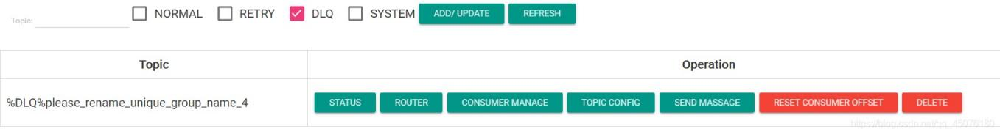 Topic: NORMAL RETRY DLQ SYSTEM ADD/ UPDATE REFRESH
Topic Operation
%DLQ%please_rename_unique_group_name_4 STATUS ROUTER CONSUMER MANAGE TOPIC CONFIG SEND MASSAGE RESET CONSUMER OFFSET DELETE
https://blog.csdn.net/qq_45076180